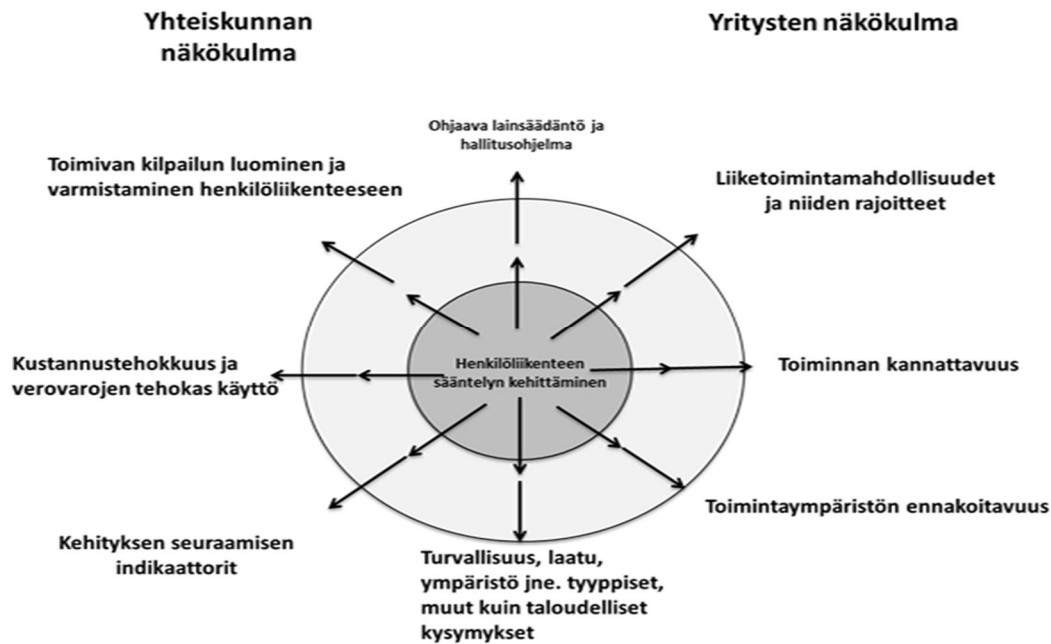 Yhteiskunnan
näkökulma
Yritysten näkökulma
Ohjaava lainsäädäntö ja
hallitusohjelma
Toimivan kilpailun luominen ja
varmistaminen henkilöliikenteeseen
Liiketoimintamahdollisuudet
ja niiden rajoitteet
Kustannustehokkuus ja
verovarojen tehokas käyttö
Henkilöliikenteen
sääntelyn kehittäminen
Toiminnan kannattavuus
Toimintaympäristön ennakoitavuus
Kehityksen seuraamisen
indikaattorit
Turvallisuus, laatu,
ympäristö jne. tyyppiset,
muut kuin taloudelliset
kysymykset